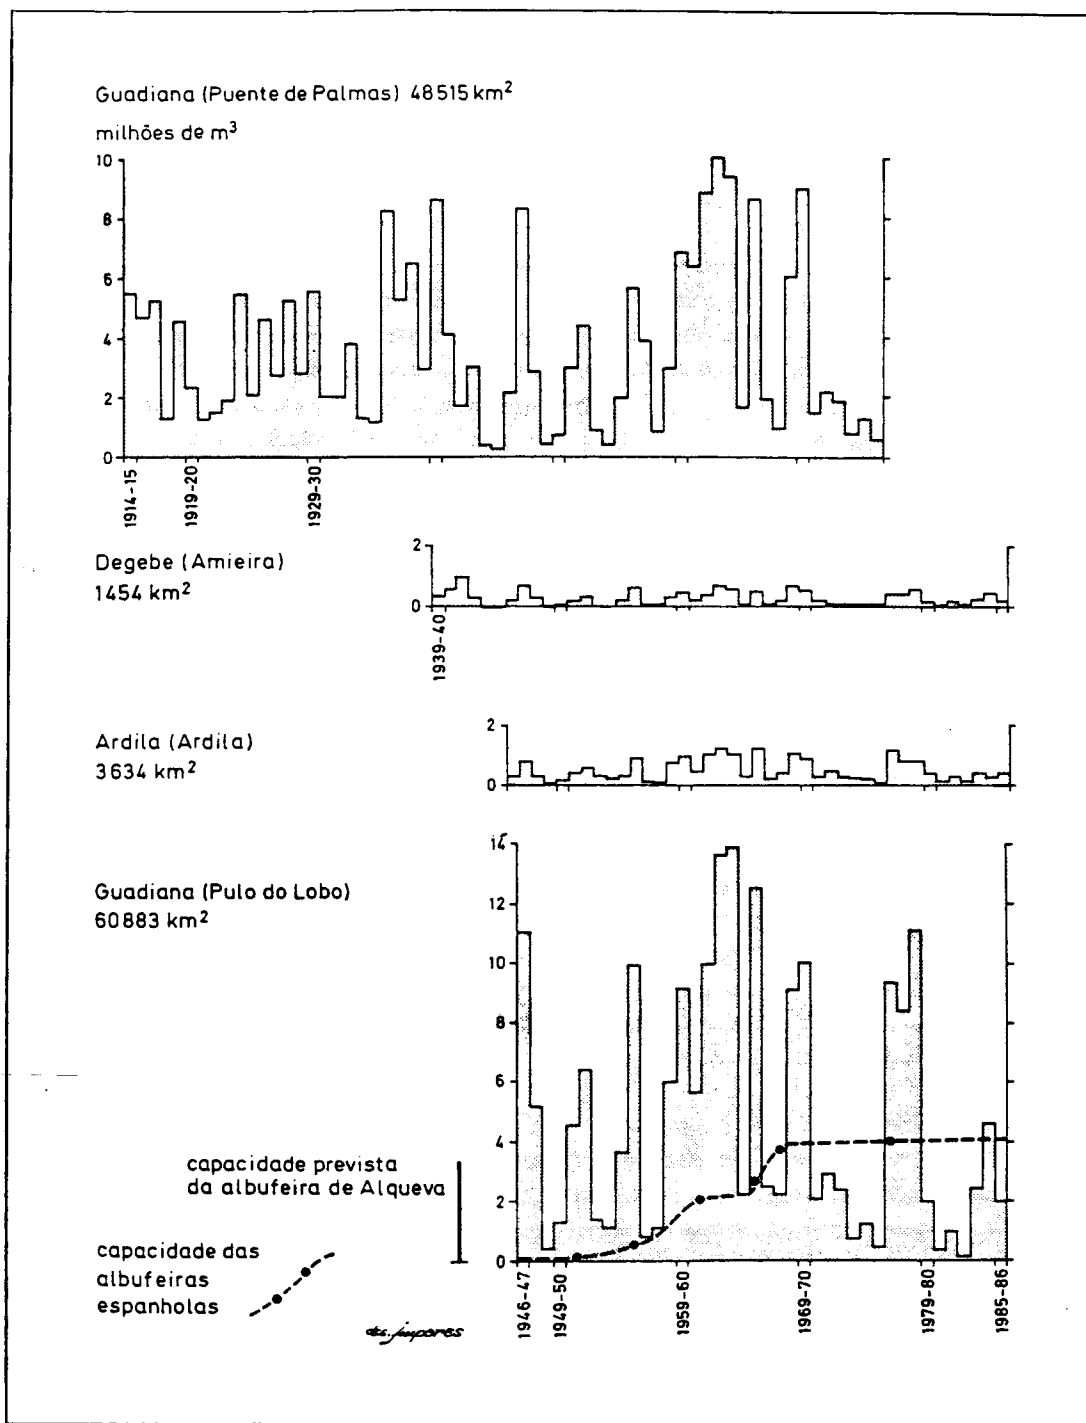 Guadiana (Puente de Palmas) 48515 km²
milhões de m³
10
8
6
4
2
0
1914-15
1919-20
1929-30
Degebe (Amieira)
1454 km²
2
0
1939-40
Ardila (Ardila)
3634 km²
2
0
Guadiana (Pulo do Lobo)
60883 km²
14
12
10
8
6
4
2
0
1946-47
1949-50
1959-60
1969-70
1979-80
1985-86
capacidade prevista
da albufeira de Alqueva
capacidade das
albufeiras
espanholas